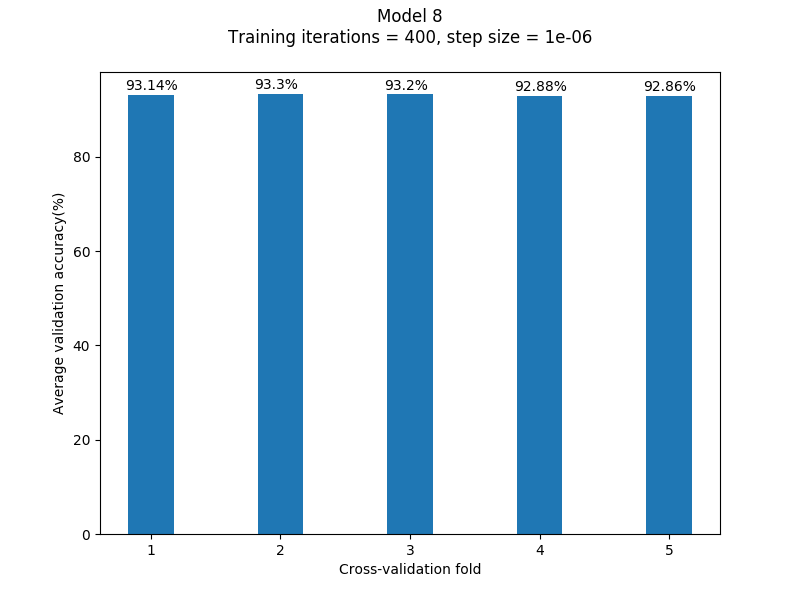 Model 8
Training iterations = 400, step size = 1e-06
93.14% 93.3% 93.2% 92.88% 92.86%
80
60
40
20
0
Average validation accuracy(%)
1 2 3 4 5
Cross-validation fold